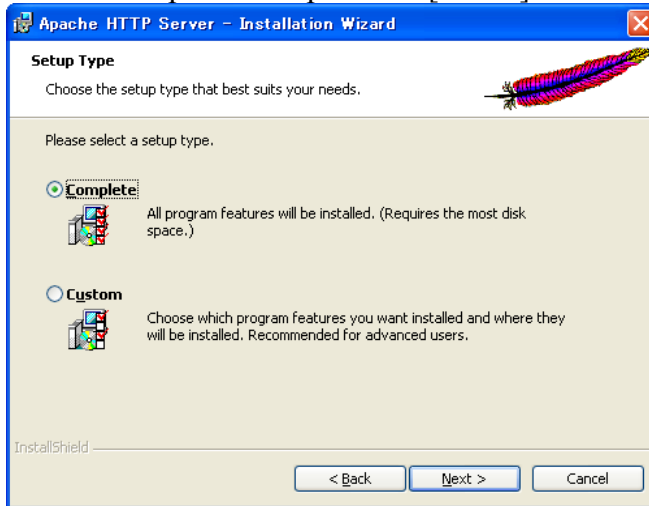 Apache HTTP Server - Installation Wizard
Setup Type
Choose the setup type that best suits your needs.
Please select a setup type.
Complete
All program features will be installed. (Requires the most disk
space.)
Custom
Choose which program features you want installed and where they
will be installed. Recommended for advanced users.
InstallShield
< Back Next > Cancel